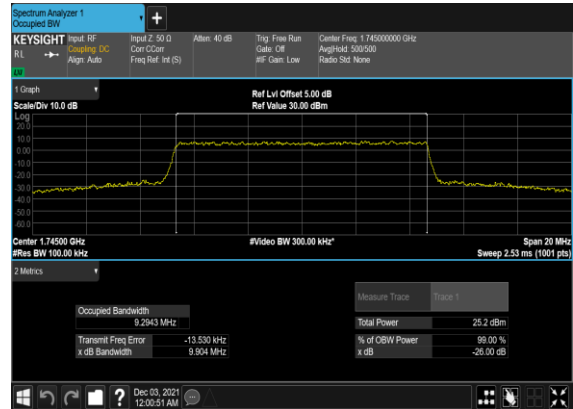 Spectrum Analyzer 1
Occupied BW
KEYSIGHT Input: RF Input Z: 50 Ω Atten: 40 dB Trig: Free Run Center Freq: 1.745000000 GHz
RL Coupling: DC Corr CCorr Gate: Off Avg|Hold: 500/500
Align: Auto Freq Ref: Int (S) #IF Gain: Low Radio Std: None
LW
1 Graph
Ref Lvl Offset 5.00 dB
Scale/Div 10.0 dB Ref Value 30.00 dBm
Log
20.0
10.0
0.00
-10.0
-20.0
-30.0
-40.0
-50.0
-60.0
Center 1.74500 GHz #Video BW 300.00 kHz* Span 20 MHz
#Res BW 100.00 kHz Sweep 2.53 ms (1001 pts)
2 Metrics
Measure Trace Trace 1
Occupied Bandwidth
9.2943 MHz Total Power 25.2 dBm
Transmit Freq Error -13.530 kHz % of OBW Power 99.00 %
x dB Bandwidth 9.904 MHz x dB -26.00 dB
? Dec 03, 2021
12:00:51 AM